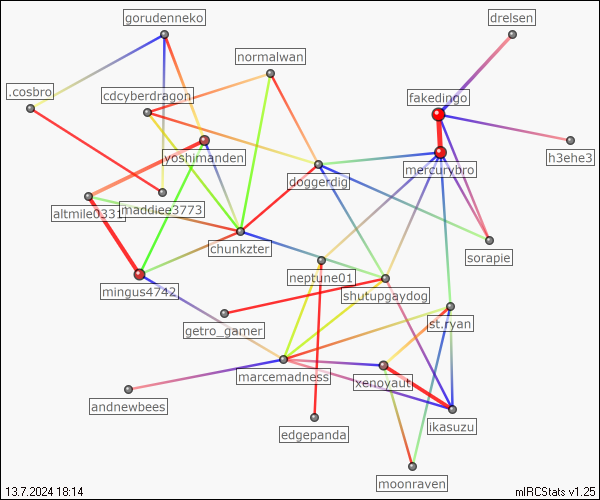 gorudenneko
drelsen
normalwan
.cosbro
cdcyberdragon
fakedingo
yoshimanden
h3ehe3
mercurybro
doggerdig
altmile0331
maddiee3773
chunkzter
sorapie
neptune01
mingus4742
shutupgaydog
getro_gamer
st.ryan
marcemadness
xenoyaut
andnewbees
ikasuzu
edgepanda
moonraven
13.7.2024 18:14
mIRCStats v1.25